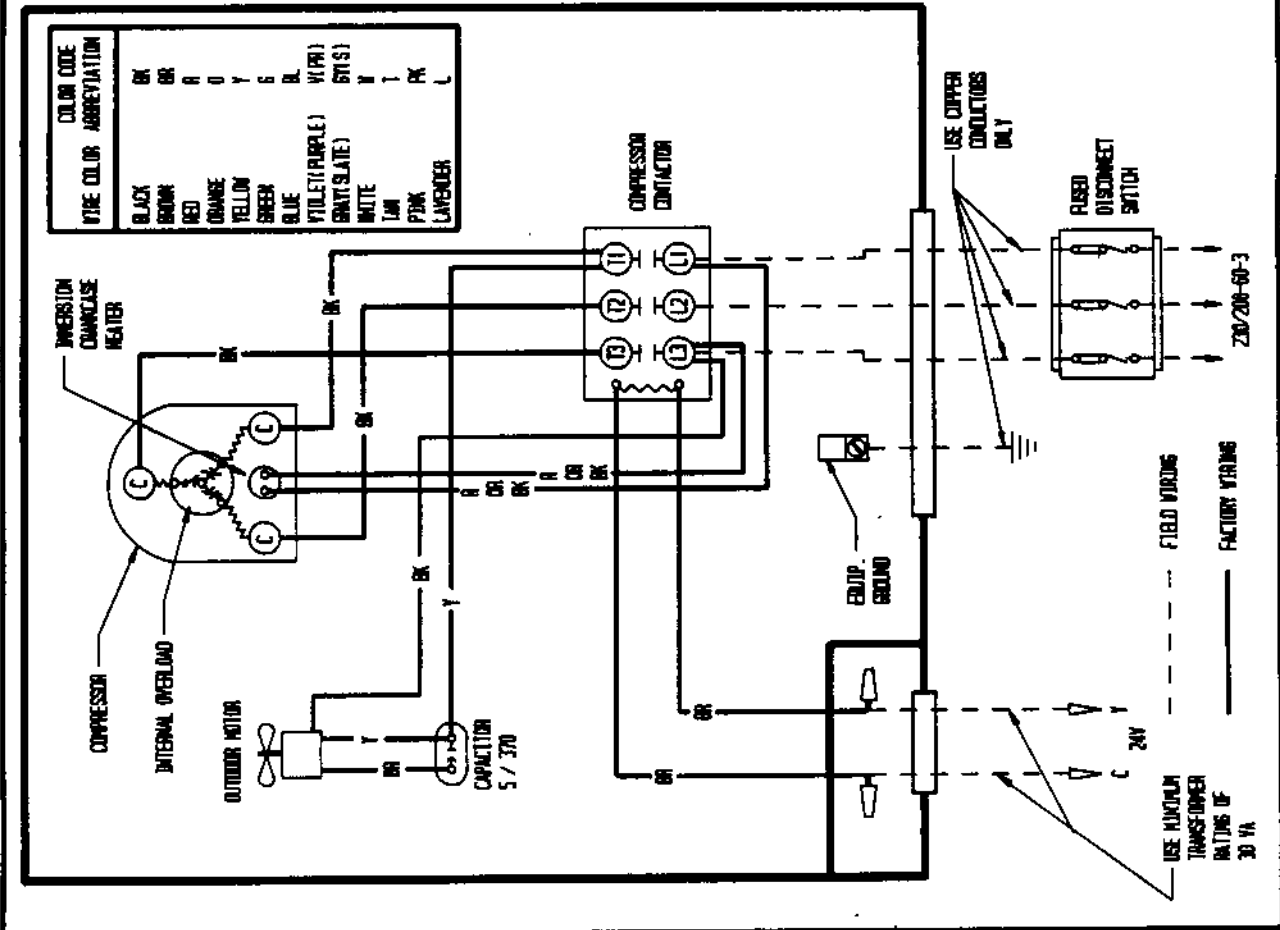 COLOR CODE
WIRE COLOR ABBREVIATION
BLACK BK
BROWN BR
RED R
ORANGE O
YELLOW Y
GREEN G
BLUE BL
VIOLET(PURPLE) V(PR)
GRAY(SLATE) GY(S)
WHITE W
TAN T
PINK PK
LAVENDER L
IMMERSION
CRANKCASE
HEATER
COMPRESSOR
INTERNAL OVERLOAD
OUTDOOR MOTOR
CAPACITOR
5 / 370
C
C
C
BK
BK
BK
BK
Y
Y
BR
R OR BK
R OR BK
COMPRESSOR
CONTACTOR
T1
T2
T3
L1
L2
L3
BR
BR
EQUIP.
GROUND
USE COPPER
CONDUCTORS
ONLY
FUSED
DISCONNECT
SWITCH
230/208-60-3
C
Y
24V
USE MINIMUM
TRANSFORMER
RATING OF
30 VA
FIELD WIRING
FACTORY WIRING